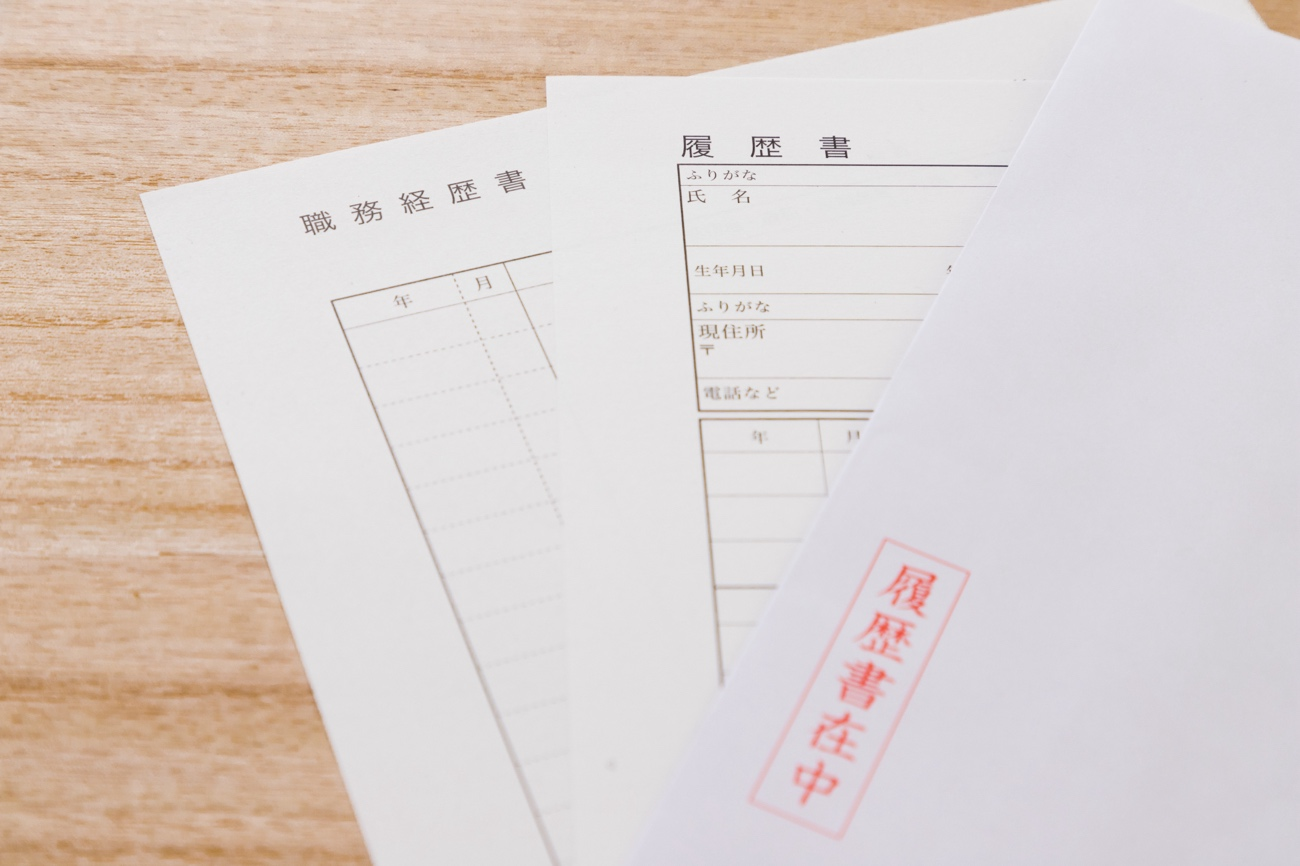 職務経歴書
年 月
履歴書
ふりがな
氏 名
生年月日
ふりがな
現住所
〒
電話など
年 月
履歴書在中